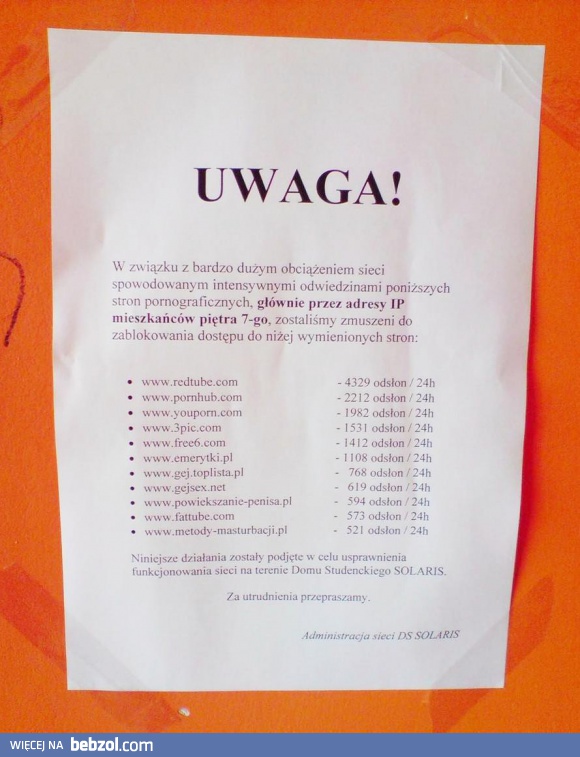 UWAGA!
W związku z bardzo dużym obciążeniem sieci
spowodowanym intensywnymi odwiedzinami poniższych
stron pornograficznych, głównie przez adresy IP
mieszkańców piętra 7-go, zostaliśmy zmuszeni do
zablokowania dostępu do niżej wymienionych stron:
• www.redtube.com - 4329 odsłon / 24h
• www.pornhub.com - 2212 odsłon / 24h
• www.youporn.com - 1982 odsłon / 24h
• www.3pic.com - 1531 odsłon / 24h
• www.free6.com - 1412 odsłon / 24h
• www.emerytki.pl - 1108 odsłon / 24h
• www.gej.toplista.pl - 768 odsłon / 24h
• www.gejsex.net - 619 odsłon / 24h
• www.powiekszanie-penisa.pl - 594 odsłon / 24h
• www.fattube.com - 573 odsłon / 24h
• www.metody-masturbacji.pl - 521 odsłon / 24h
Niniejsze działania zostały podjęte w celu usprawnienia
funkcjonowania sieci na terenie Domu Studenckiego SOLARIS.
Za utrudnienia przepraszamy.
Administracja sieci DS SOLARIS
WIĘCEJ NA bebzol.com